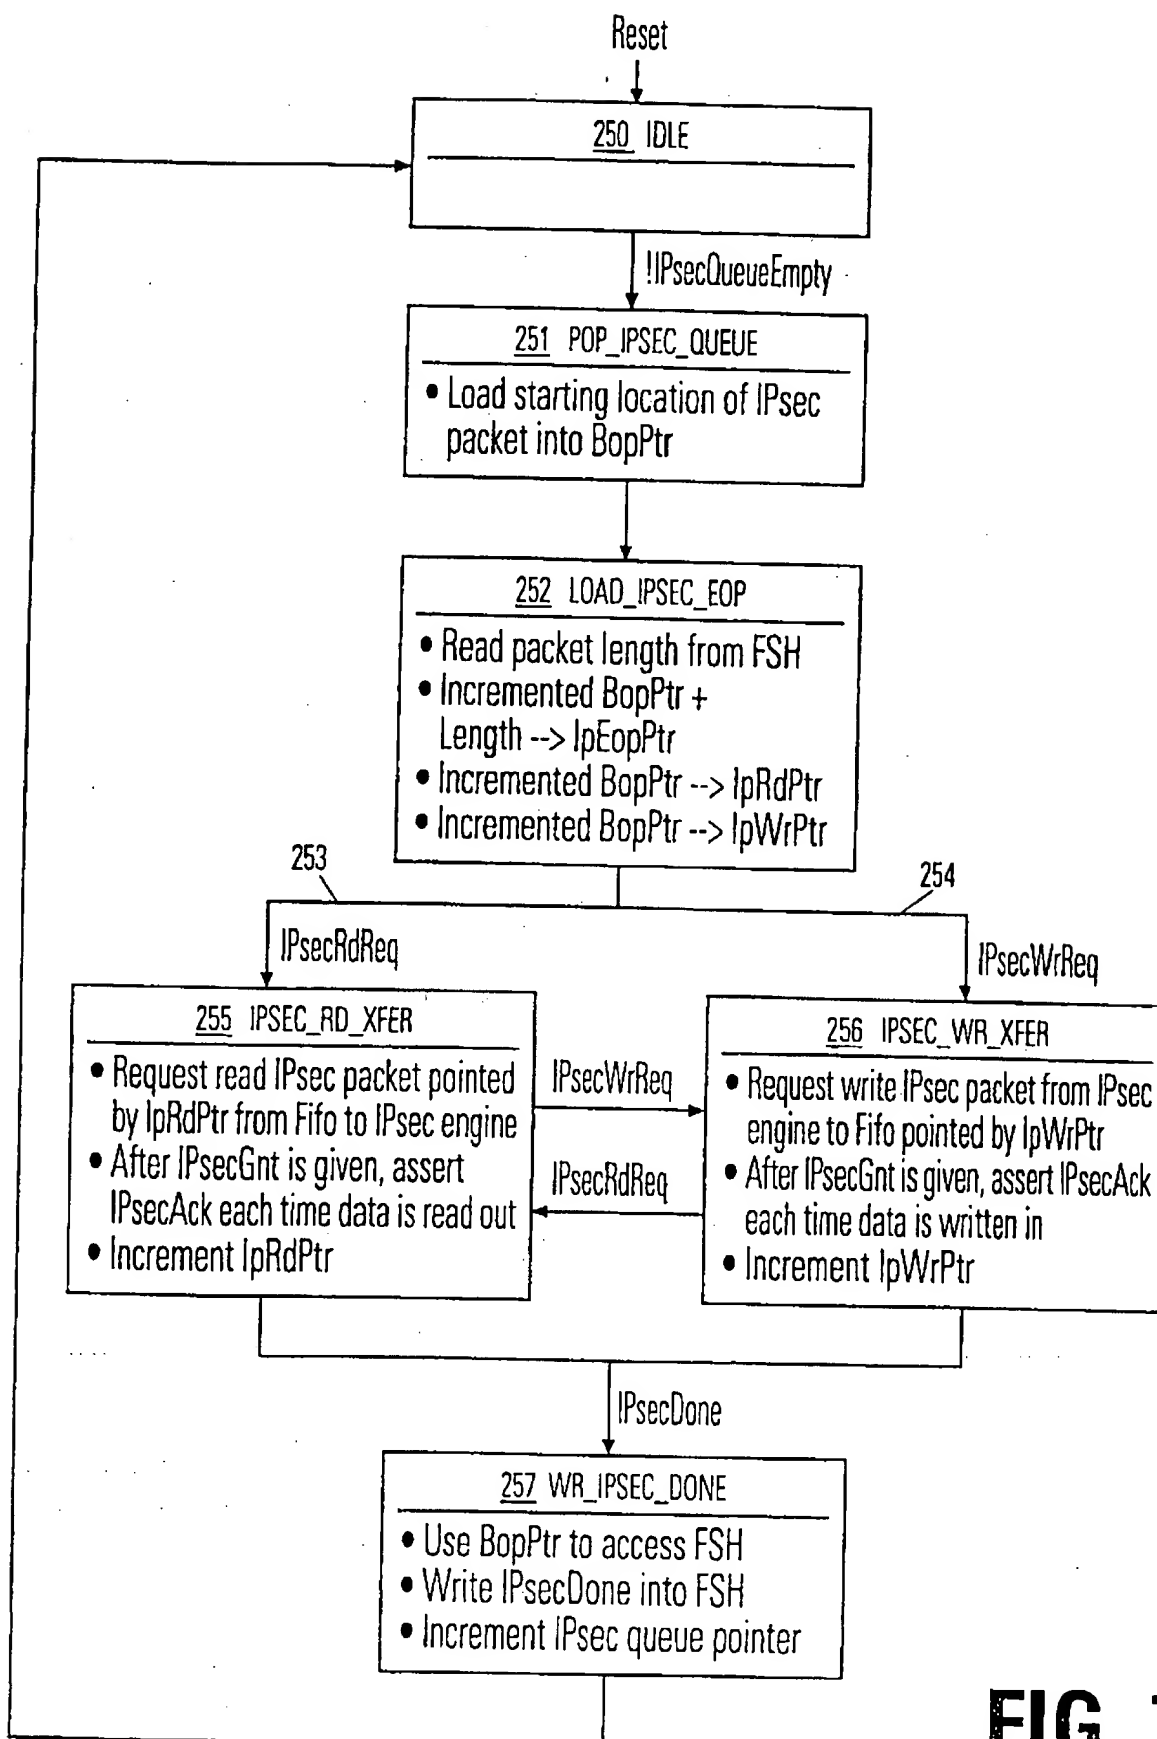 Reset
250 IDLE
!IPsecQueueEmpty
251 POP_IPSEC_QUEUE
• Load starting location of IPsec
packet into BopPtr
252 LOAD_IPSEC_EOP
• Read packet length from FSH
• Incremented BopPtr +
Length --> IpEopPtr
• Incremented BopPtr --> IpRdPtr
• Incremented BopPtr --> IpWrPtr
253
254
IPsecRdReq
IPsecWrReq
255 IPSEC_RD_XFER
• Request read IPsec packet pointed
by IpRdPtr from Fifo to IPsec engine
• After IPsecGnt is given, assert
IPsecAck each time data is read out
• Increment IpRdPtr
IPsecWrReq
IPsecRdReq
256 IPSEC_WR_XFER
• Request write IPsec packet from IPsec
engine to Fifo pointed by IpWrPtr
• After IPsecGnt is given, assert IPsecAck
each time data is written in
• Increment IpWrPtr
IPsecDone
257 WR_IPSEC_DONE
• Use BopPtr to access FSH
• Write IPsecDone into FSH
• Increment IPsec queue pointer
FIG